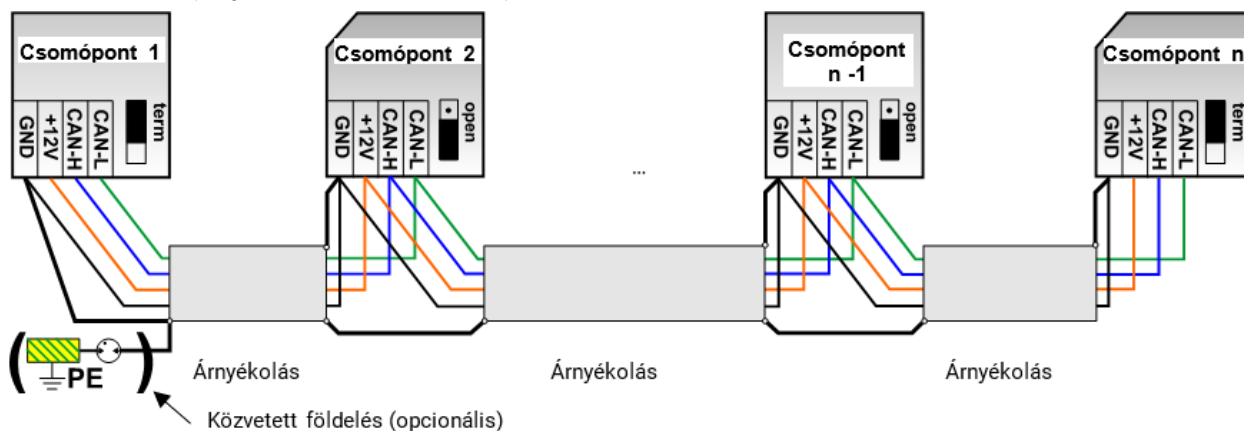 Csomópont 1
GND
+12V
CAN-H
CAN-L
term
Csomópont 2
GND
+12V
CAN-H
CAN-L
open
...
Csomópont
n -1
GND
+12V
CAN-H
CAN-L
open
Csomópont n
GND
+12V
CAN-H
CAN-L
term
( PE )
Árnyékolás
Árnyékolás
Árnyékolás
Közvetett földelés (opcionális)